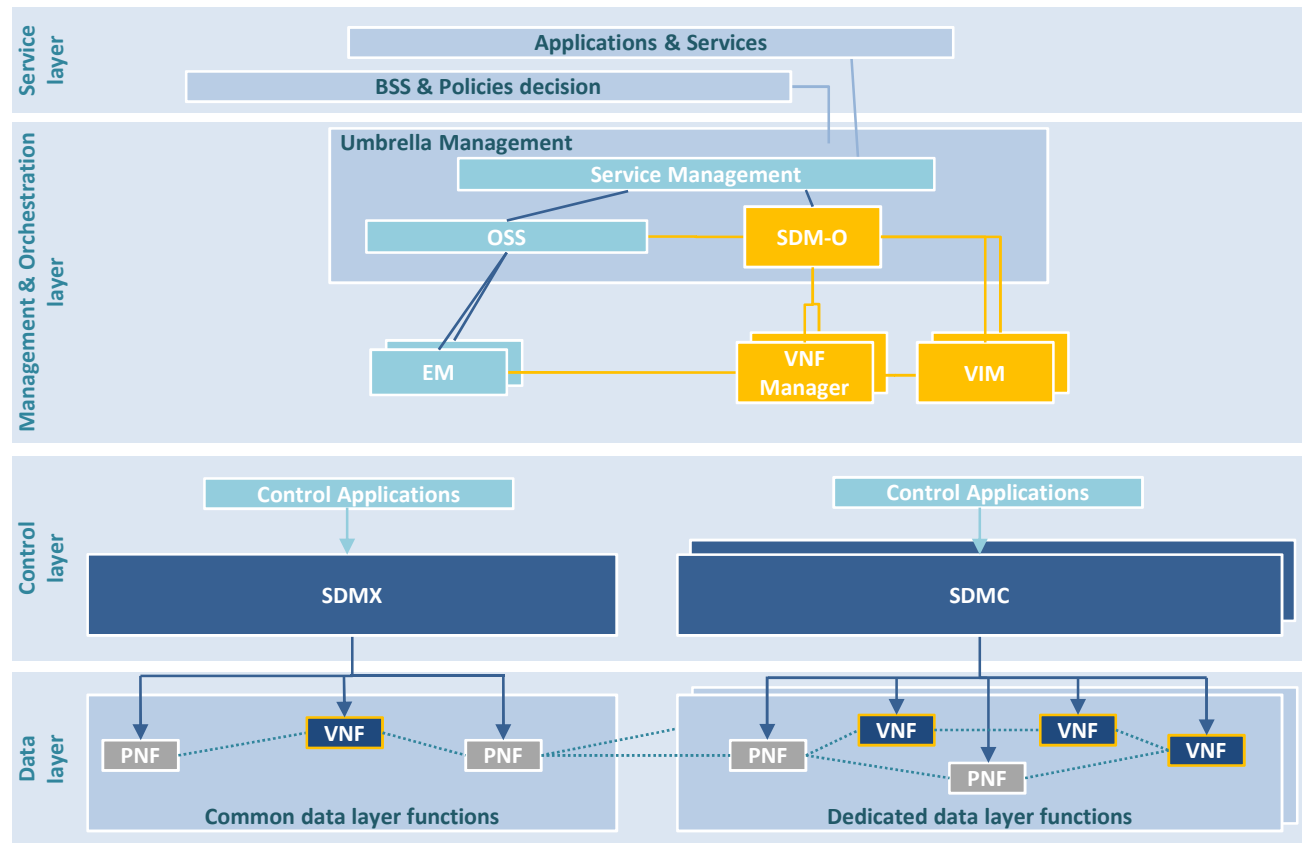 Service
layer
Applications & Services
BSS & Policies decision
Management & Orchestration
layer
Umbrella Management
Service Management
OSS
SDM-O
EM
VNF
Manager
VIM
Control
layer
Control Applications
Control Applications
SDMX
SDMC
Data
layer
PNF
VNF
PNF
PNF
VNF
VNF
PNF
VNF
Common data layer functions
Dedicated data layer functions